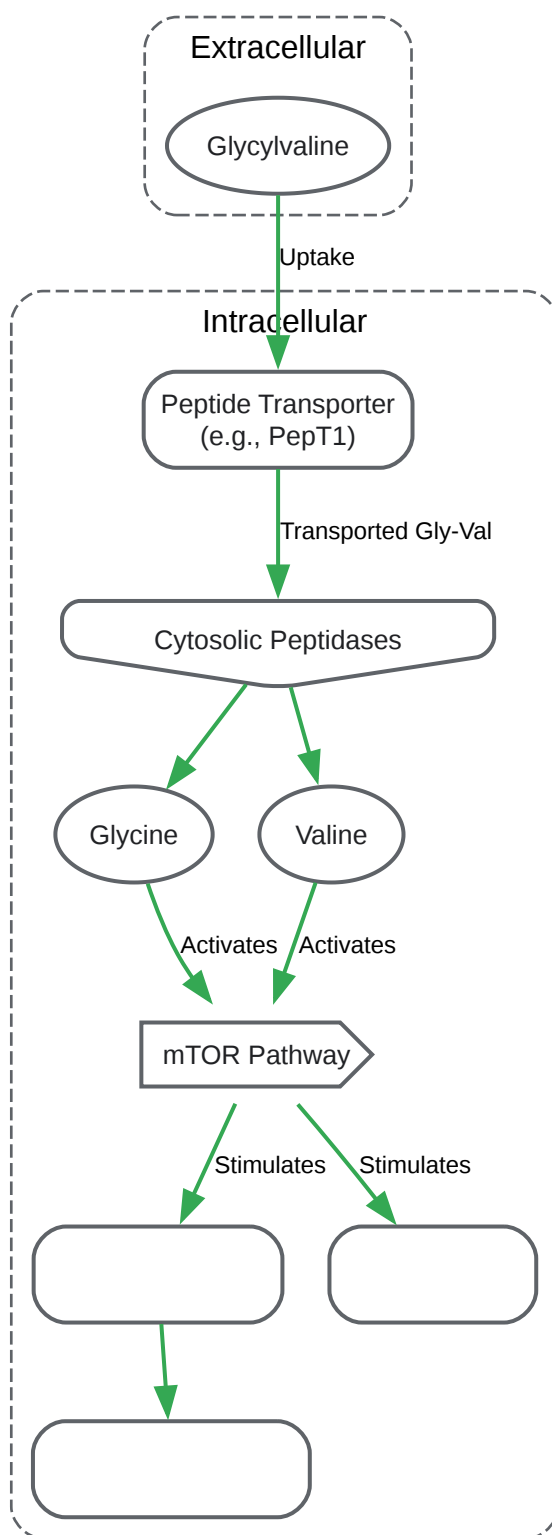 Extracellular
Glycylvaline
Uptake
Intracellular
Peptide Transporter
(e.g., PepT1)
Transported Gly-Val
Cytosolic Peptidases
Glycine
Valine
Activates
Activates
mTOR Pathway
Stimulates
Stimulates